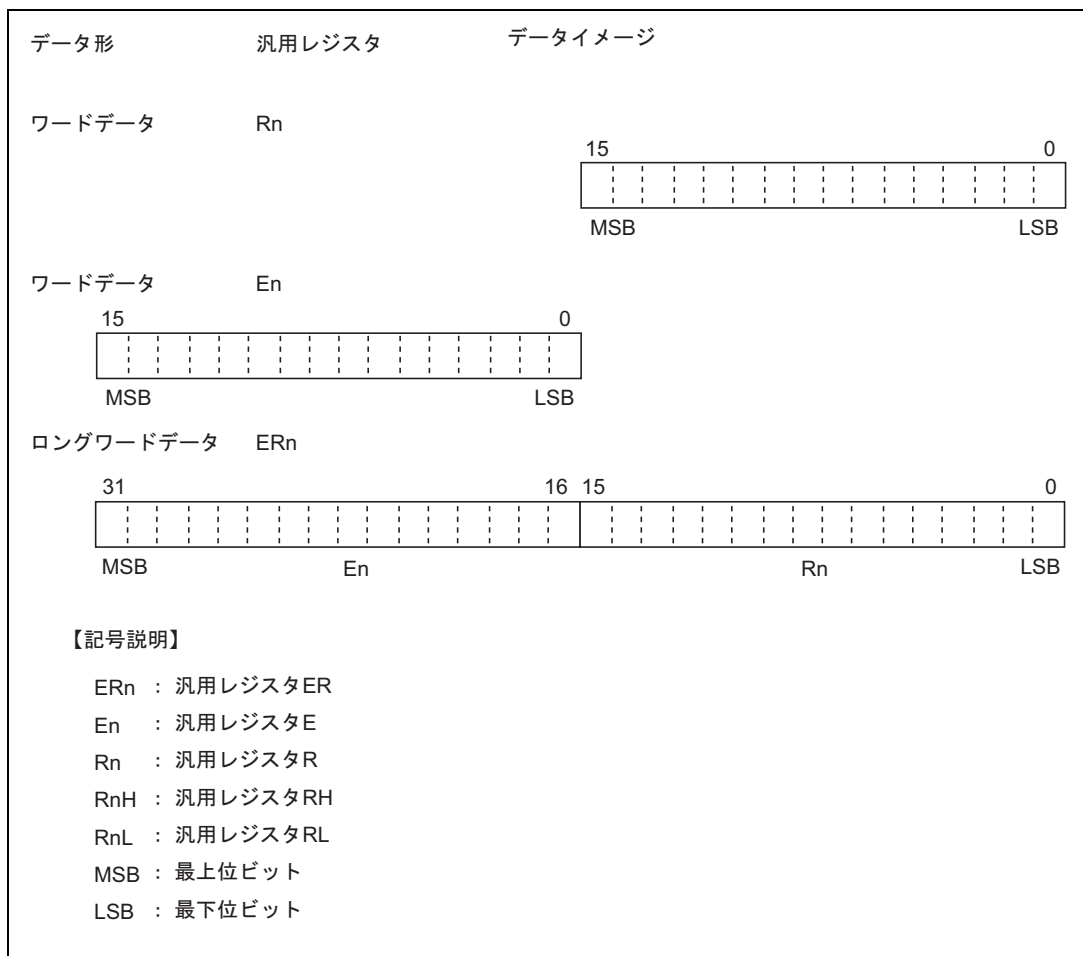 データ形 汎用レジスタ データイメージ
ワードデータ Rn
15 0
MSB LSB
ワードデータ En
15 0
MSB LSB
ロングワードデータ ERn
31 16 15 0
MSB En Rn LSB
【記号説明】
ERn : 汎用レジスタER
En : 汎用レジスタE
Rn : 汎用レジスタR
RnH : 汎用レジスタRH
RnL : 汎用レジスタRL
MSB : 最上位ビット
LSB : 最下位ビット